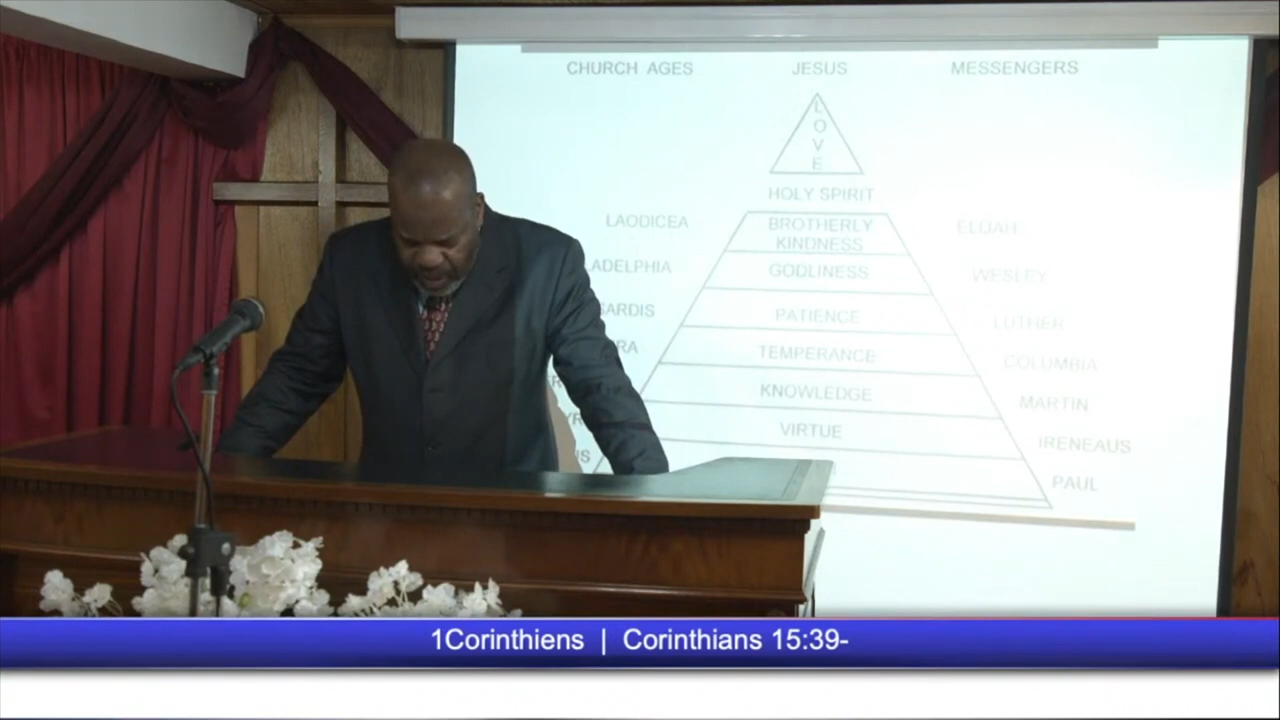 CHURCH AGES JESUS MESSENGERS
LOVE
HOLY SPIRIT
LAODICEA BROTHERLY ELIJAH
KINDNESS
ADELPHIA GODLINESS WESLEY
SARDIS PATIENCE LUTHER
RA TEMPERANCE COLUMBIA
KNOWLEDGE MARTIN
VIRTUE IRENEAUS
PAUL
1Corinthiens | Corinthians 15:39-